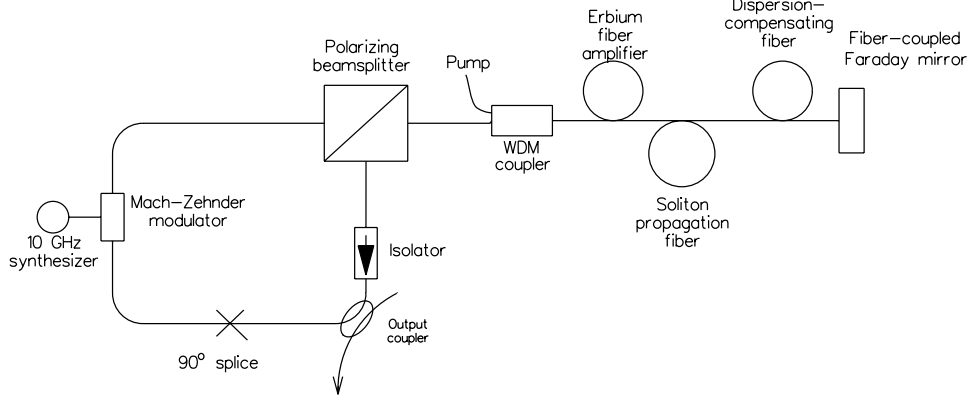 Dispersion-
compensating
fiber
Erbium
fiber
amplifier
Fiber-coupled
Faraday mirror
Polarizing
beamsplitter
Pump
WDM
coupler
Mach-Zehnder
modulator
Soliton
propagation
fiber
10 GHz
synthesizer
Isolator
Output
coupler
90° splice